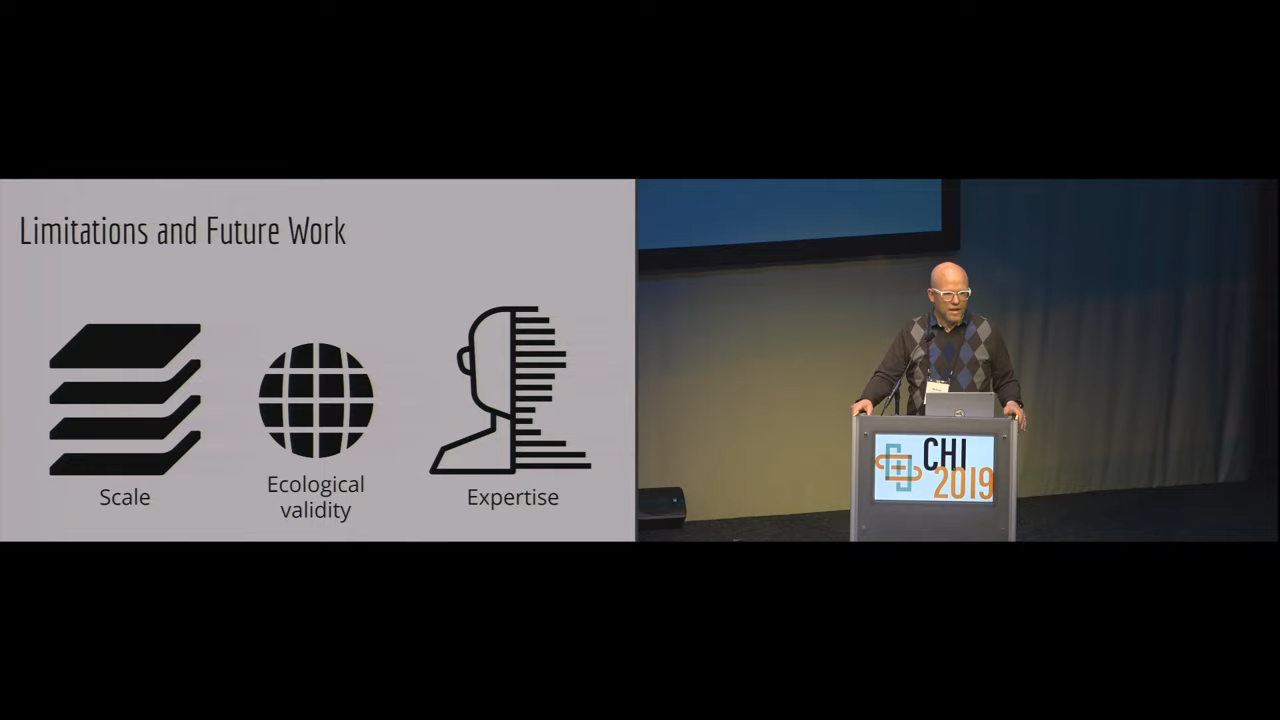 Limitations and Future Work
Scale
Ecological
validity
Expertise
CHI
2019